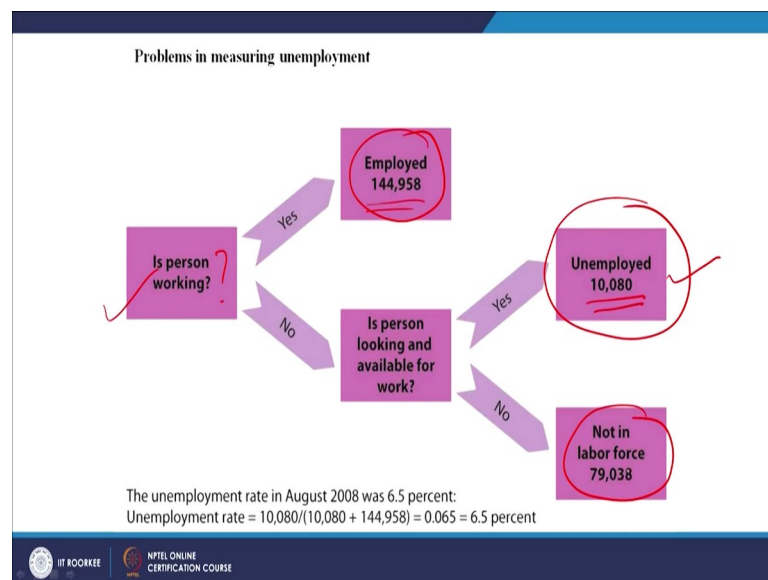 Problems in measuring unemployment
Employed
144,958
Yes
Is person
working?
?
No
Is person
looking and
available for
work?
Yes
Unemployed
10,080
No
Not in
labor force
79,038
The unemployment rate in August 2008 was 6.5 percent:
Unemployment rate = 10,080/(10,080 + 144,958) = 0.065 = 6.5 percent
IIT ROORKEE
NPTEL ONLINE
CERTIFICATION COURSE